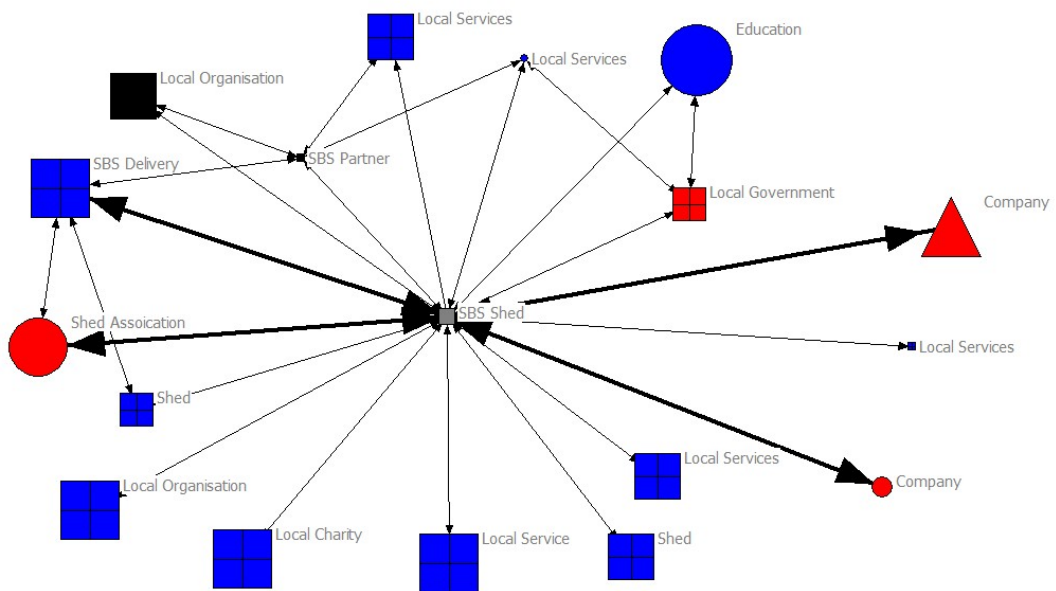 Local Services
Education
Local Services
Local Organisation
SBS Partner
SBS Delivery
Local Government
Company
SBS Shed
Shed Assoication
Local Services
Shed
Local Services
Company
Local Organisation
Local Charity
Local Service
Shed